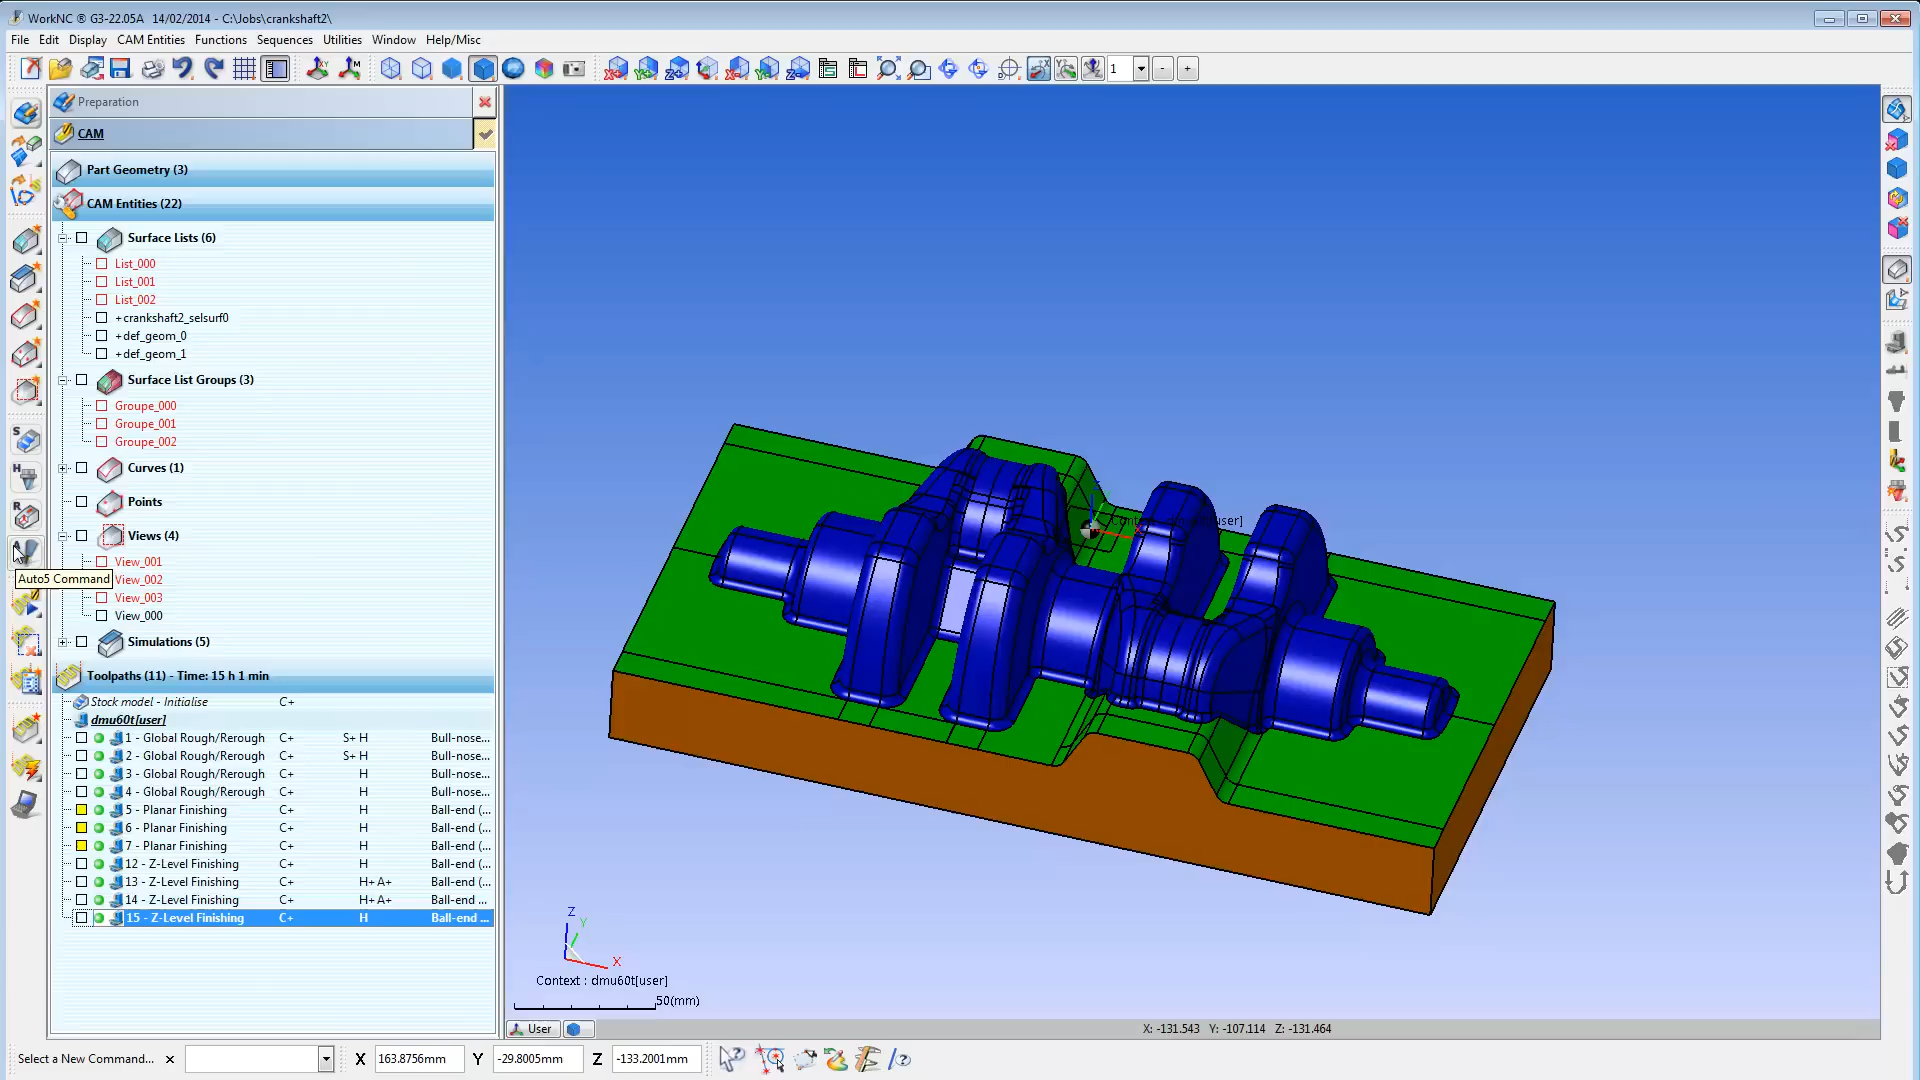 WorkNC ® G3-22.05A 14/02/2014 - C:\Jobs\crankshaft2\
File Edit Display CAM Entities Functions Sequences Utilities Window Help/Misc
1
Preparation
CAM
Part Geometry (3)
CAM Entities (22)
Surface Lists (6)
List_000
List_001
List_002
+crankshaft2_selsurf0
+def_geom_0
+def_geom_1
Surface List Groups (3)
Groupe_000
Groupe_001
Groupe_002
Curves (1)
Points
Views (4)
View_001
Auto5 Command
View_002
View_003
View_000
Simulations (5)
Toolpaths (11) - Time: 15 h 1 min
Stock model - Initialise C+
dmu60t[user]
1 - Global Rough/Rerough C+ S+ H Bull-nose...
2 - Global Rough/Rerough C+ S+ H Bull-nose...
3 - Global Rough/Rerough C+ H Bull-nose...
4 - Global Rough/Rerough C+ H Bull-nose...
5 - Planar Finishing C+ H Ball-end (...
6 - Planar Finishing C+ H Ball-end (...
7 - Planar Finishing C+ H Ball-end (...
12 - Z-Level Finishing C+ H Ball-end (...
13 - Z-Level Finishing C+ H+ A+ Ball-end (...
14 - Z-Level Finishing C+ H+ A+ Ball-end ...
15 - Z-Level Finishing C+ H Ball-end ...
Z
Y
X
Context : dmu60t[user]
50(mm)
User
X: -131.543 Y: -107.114 Z: -131.464
Select a New Command... X 163.8756mm Y -29.8005mm Z -133.2001mm